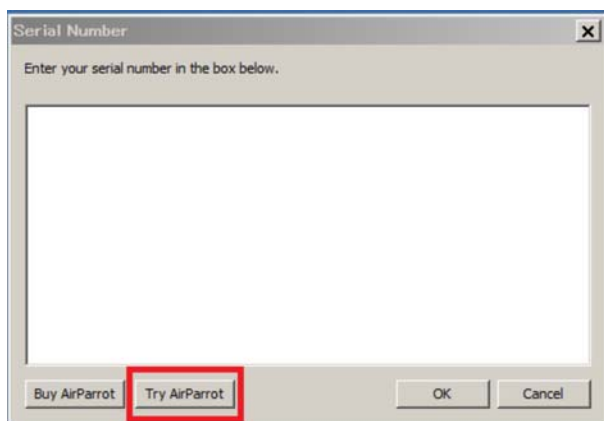 Serial Number
Enter your serial number in the box below.
Buy AirParrot Try AirParrot OK Cancel